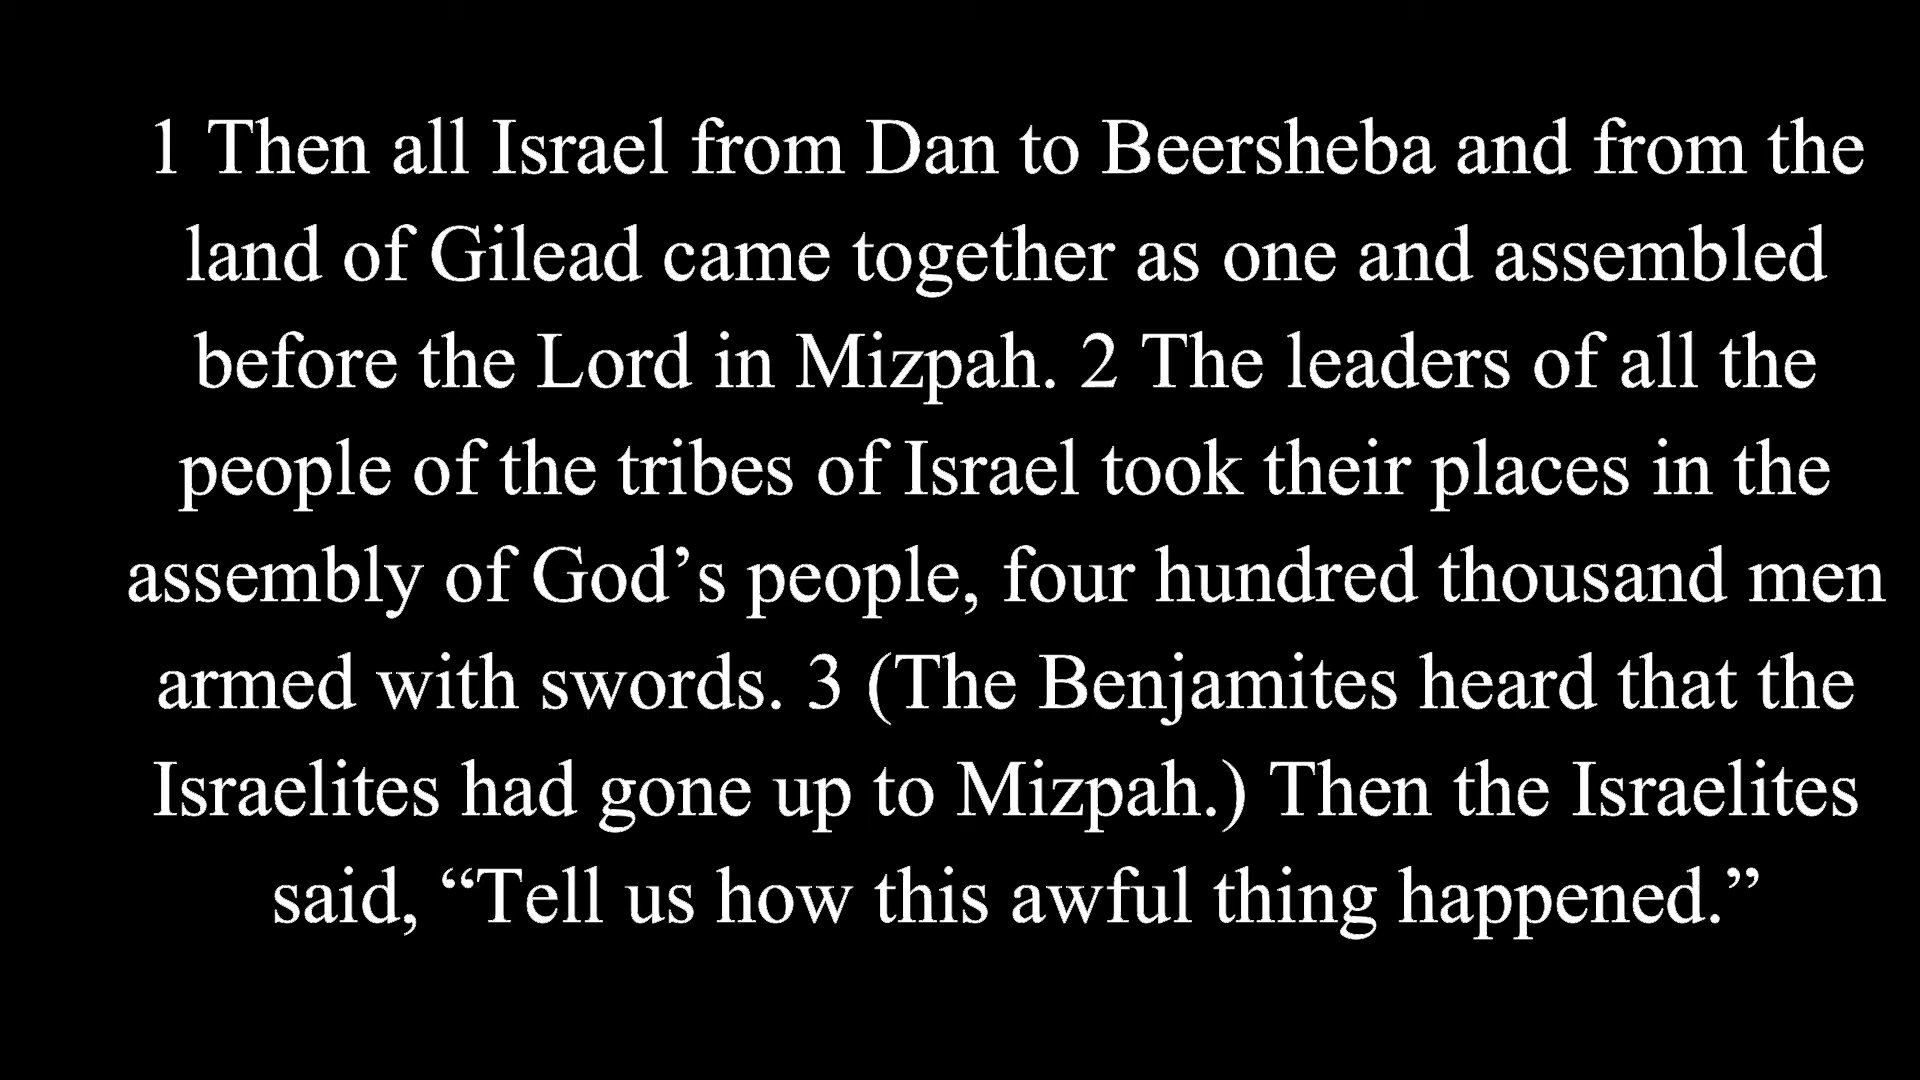 1 Then all Israel from Dan to Beersheba and from the
land of Gilead came together as one and assembled
before the Lord in Mizpah. 2 The leaders of all the
people of the tribes of Israel took their places in the
assembly of God’s people, four hundred thousand men
armed with swords. 3 (The Benjamites heard that the
Israelites had gone up to Mizpah.) Then the Israelites
said, “Tell us how this awful thing happened.”